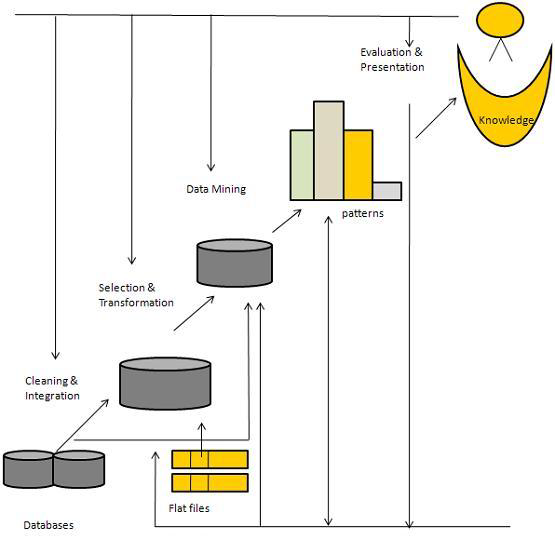 Evaluation &
Presentation
Knowledge
Data Mining
patterns
Selection &
Transformation
Cleaning &
Integration
Flat files
Databases